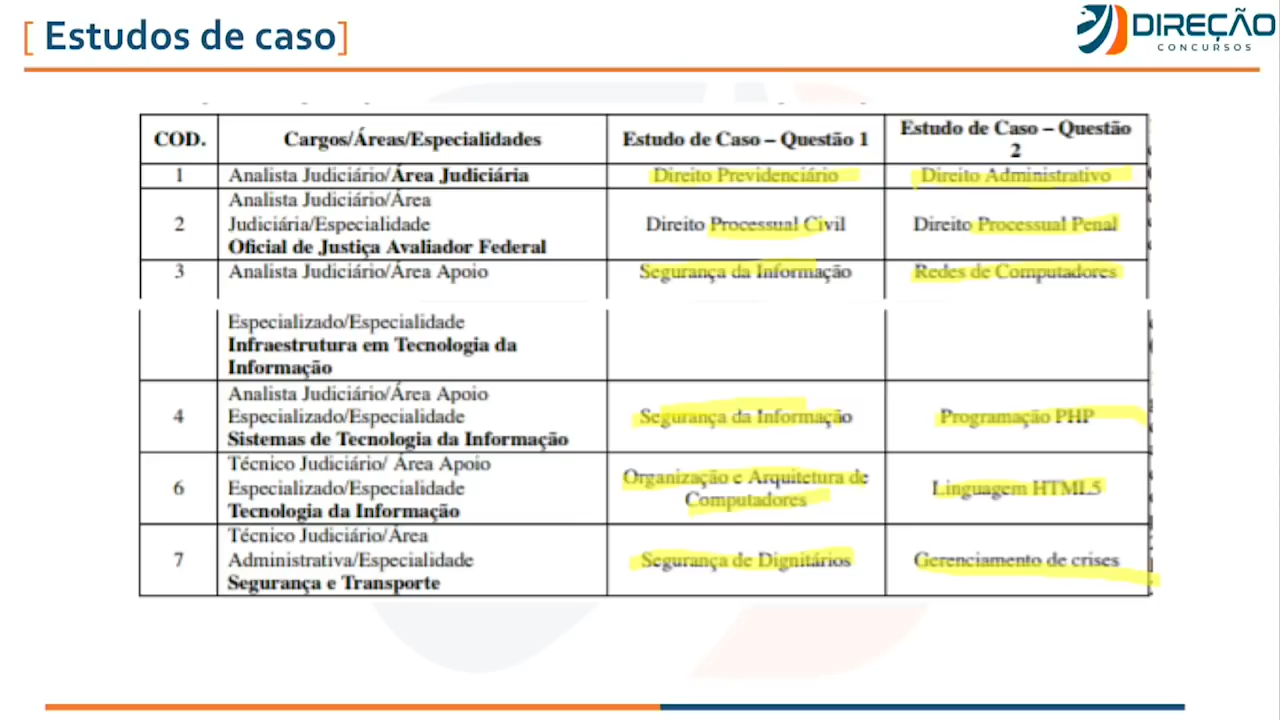 [ Estudos de caso]
DIREÇÃO
CONCURSOS
COD.
Cargos/Áreas/Especialidades
Estudo de Caso – Questão 1
Estudo de Caso – Questão
2
1
Analista Judiciário/Área Judiciária
Direito Previdenciário
Direito Administrativo
2
Analista Judiciário/Área
Judiciária/Especialidade
Oficial de Justiça Avaliador Federal
Direito Processual Civil
Direito Processual Penal
3
Analista Judiciário/Área Apoio
Segurança da Informação
Redes de Computadores
Especializado/Especialidade
Infraestrutura em Tecnologia da
Informação
4
Analista Judiciário/Área Apoio
Especializado/Especialidade
Sistemas de Tecnologia da Informação
Segurança da Informação
Programação PHP
6
Técnico Judiciário/ Área Apoio
Especializado/Especialidade
Tecnologia da Informação
Organização e Arquitetura de
Computadores
Linguagem HTML5
7
Técnico Judiciário/Área
Administrativa/Especialidade
Segurança e Transporte
Segurança de Dignitários
Gerenciamento de crises